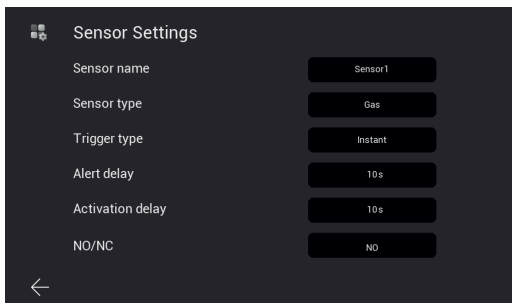 Sensor Settings
Sensor name Sensor1
Sensor type Gas
Trigger type Instant
Alert delay 10s
Activation delay 10s
NO/NC NO